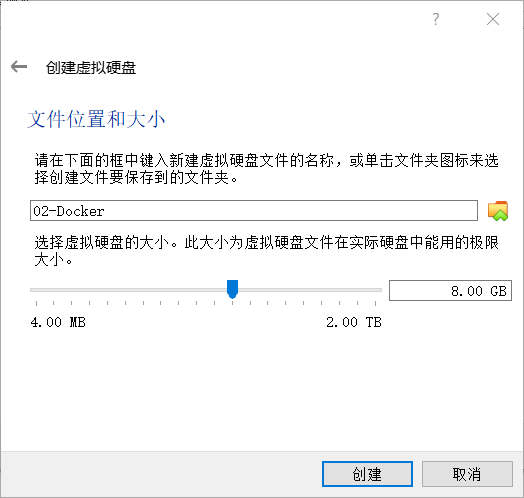 ?
创建虚拟硬盘
文件位置和大小
请在下面的框中键入新建虚拟硬盘文件的名称，或单击文件夹图标来选
择创建文件要保存到的文件夹。
02-Docker
选择虚拟硬盘的大小。此大小为虚拟硬盘文件在实际硬盘中能用的极限
大小。
8.00 GB
4.00 MB 2.00 TB
创建 取消